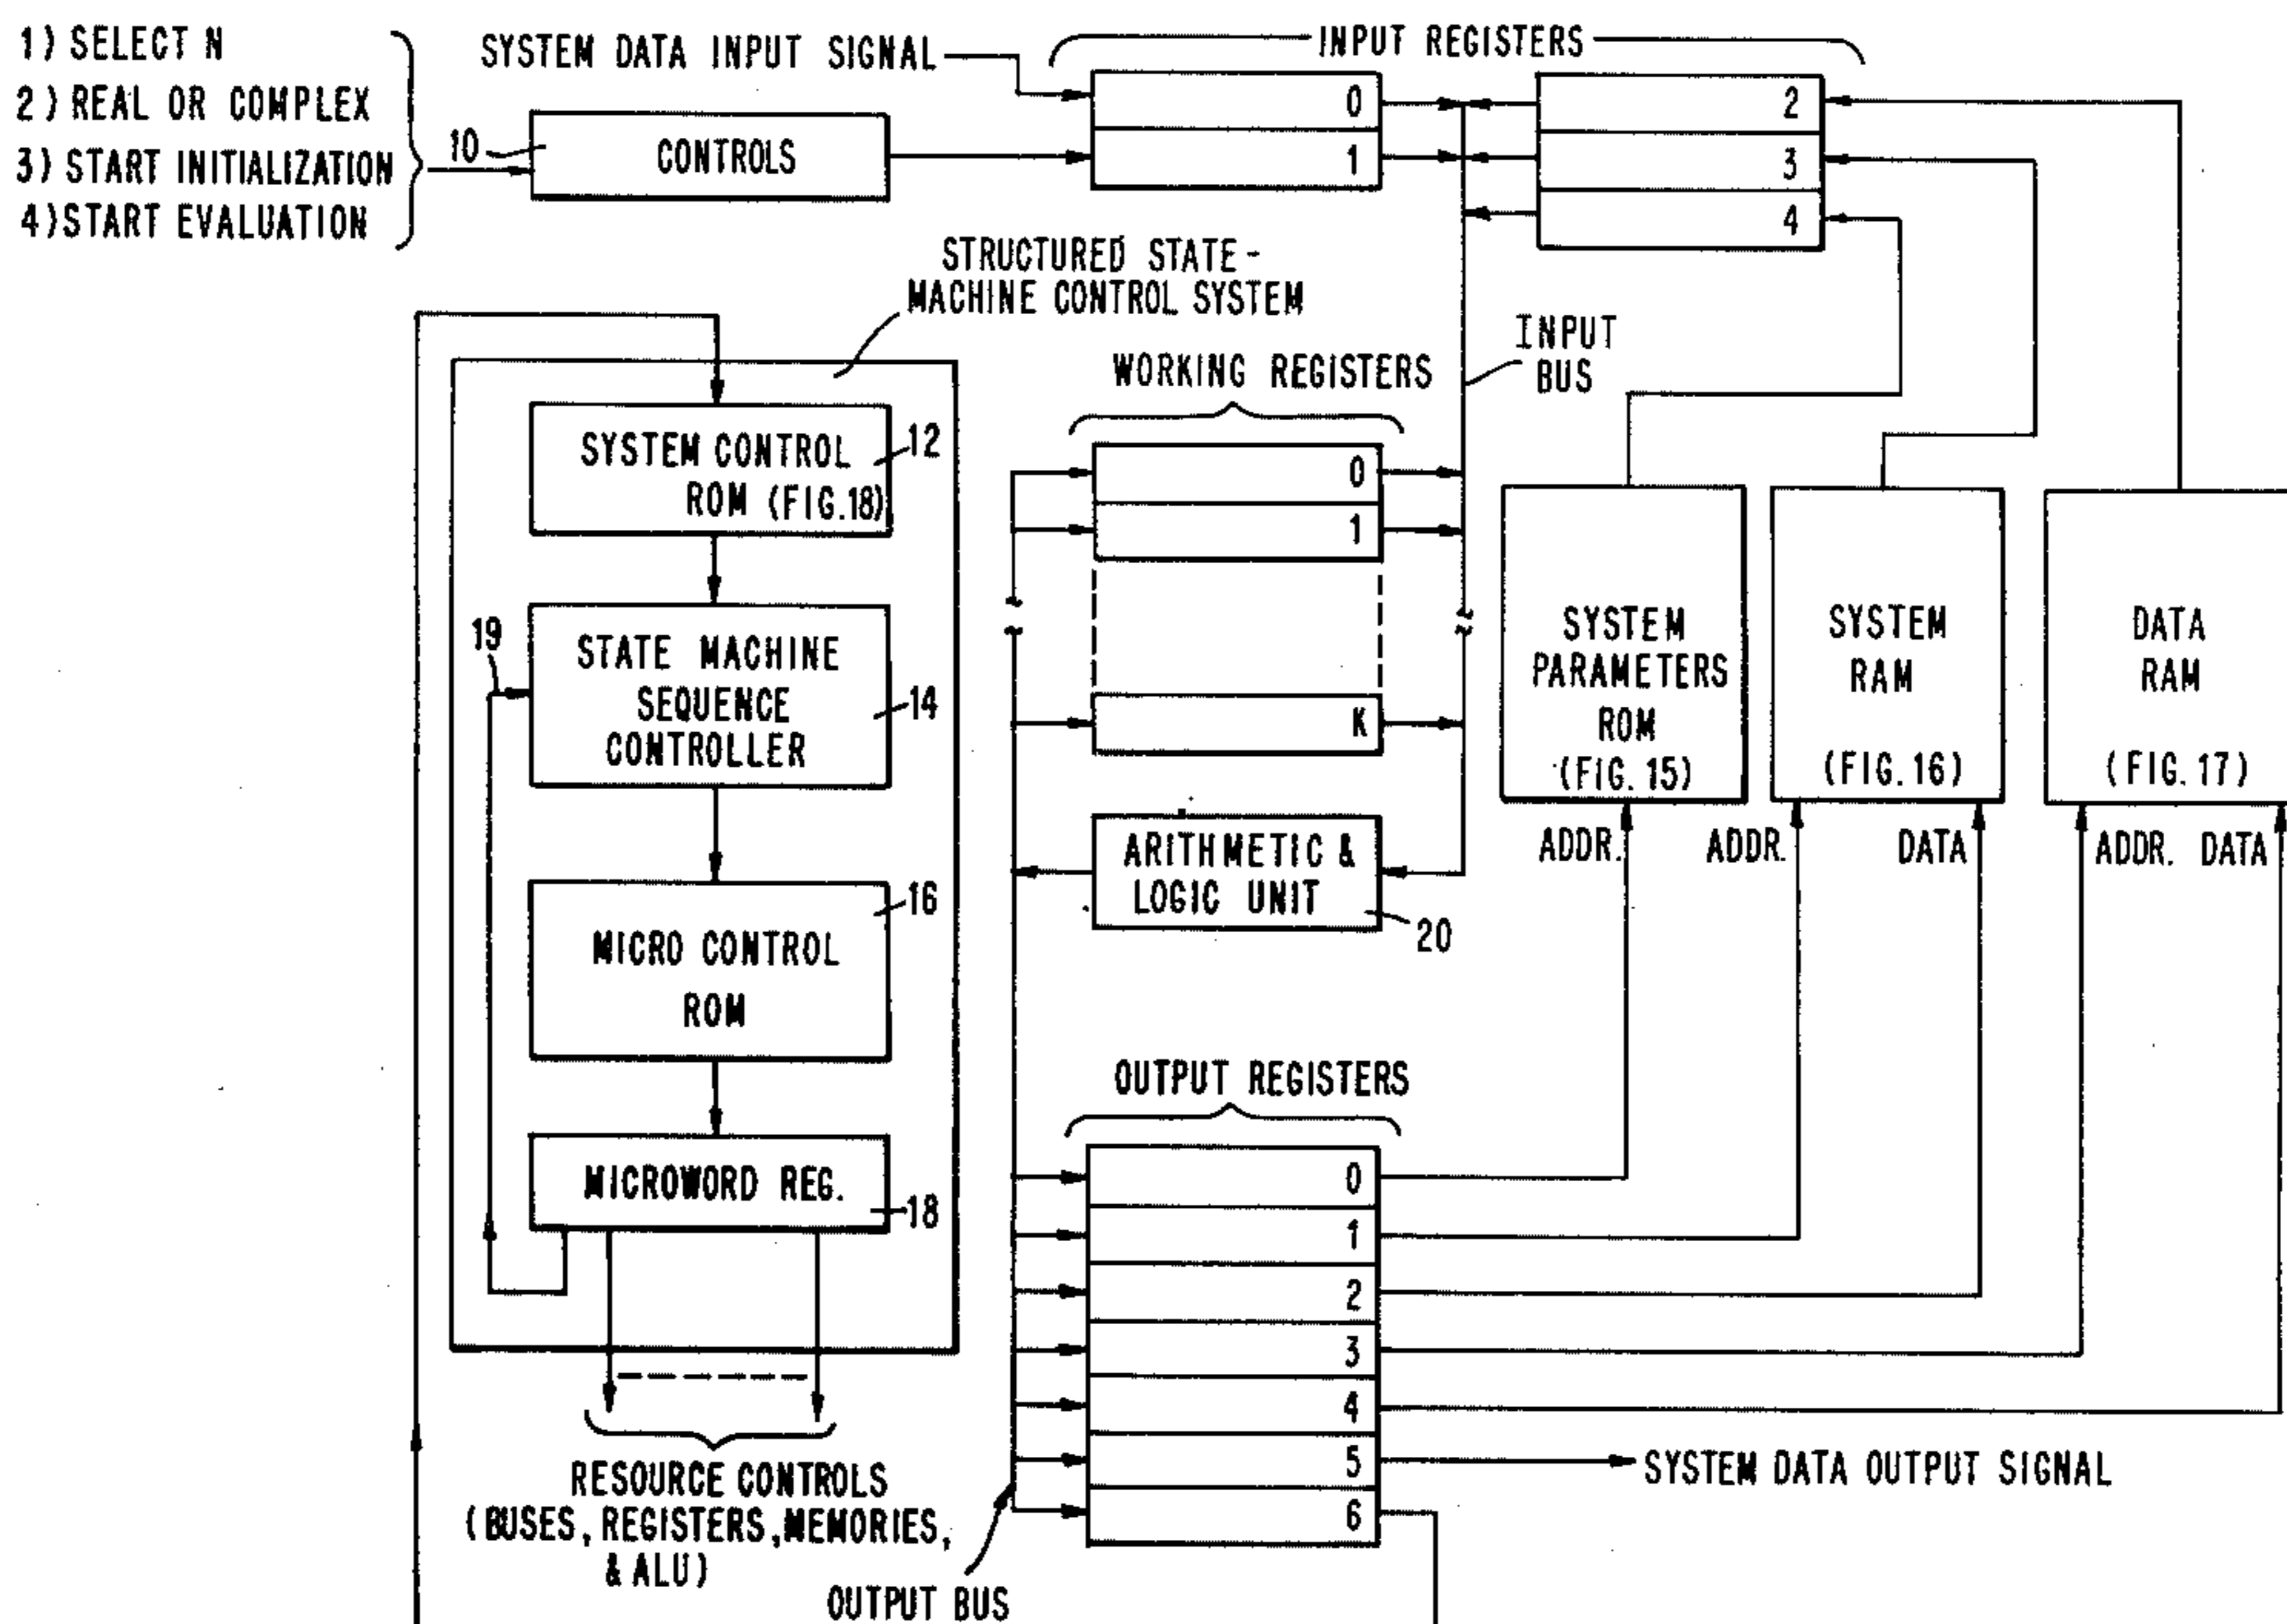 1) SELECT N
2) REAL OR COMPLEX
3) START INITIALIZATION
4) START EVALUATION
10
CONTROLS
SYSTEM DATA INPUT SIGNAL
INPUT REGISTERS
0
1
2
3
4
STRUCTURED STATE-
MACHINE CONTROL SYSTEM
INPUT
BUS
SYSTEM CONTROL
ROM (FIG.18)
12
19
STATE MACHINE
SEQUENCE
CONTROLLER
14
MICRO CONTROL
ROM
16
MICROWORD REG.
18
RESOURCE CONTROLS
(BUSES, REGISTERS, MEMORIES,
& ALU)
WORKING REGISTERS
0
1
K
ARITHMETIC &
LOGIC UNIT
20
SYSTEM
PARAMETERS
ROM
(FIG. 15)
ADDR.
SYSTEM
RAM
(FIG. 16)
ADDR.
DATA
DATA
RAM
(FIG. 17)
ADDR.
DATA
OUTPUT REGISTERS
0
1
2
3
4
5
6
SYSTEM DATA OUTPUT SIGNAL
OUTPUT BUS